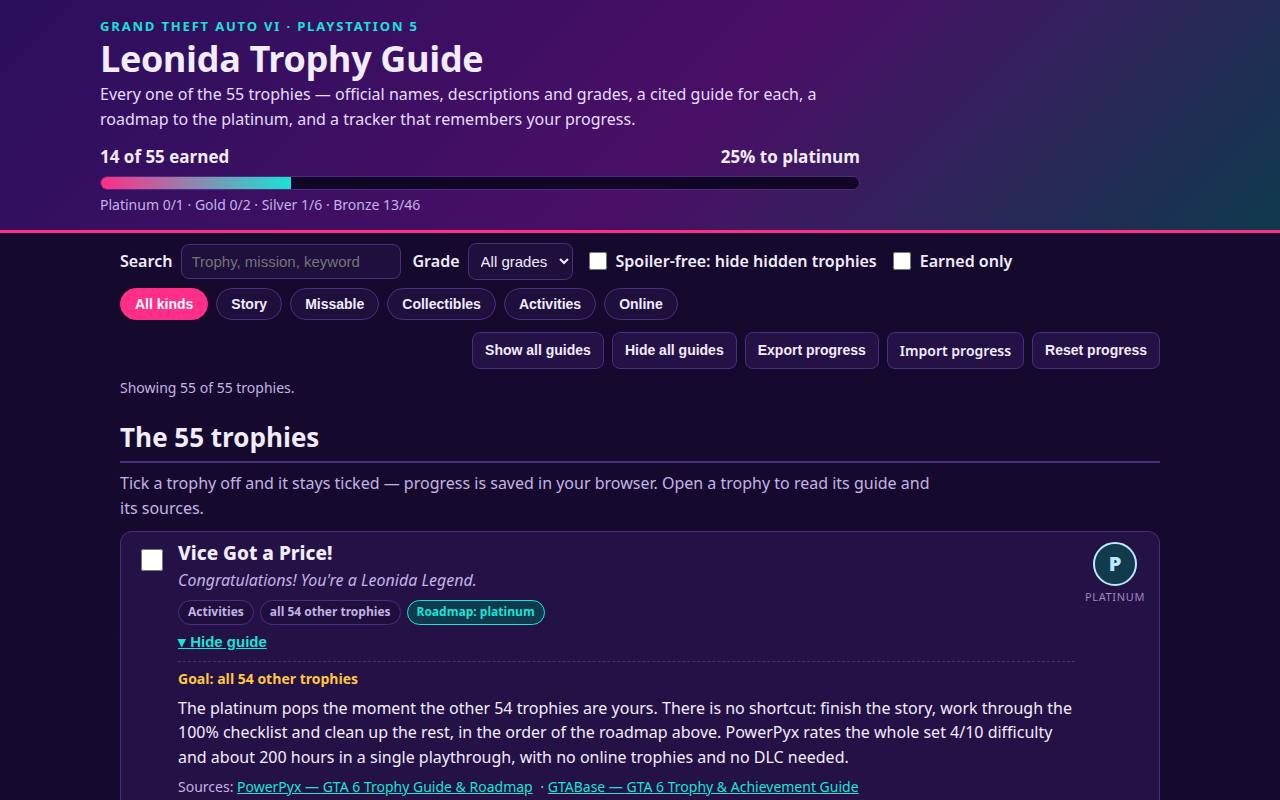 GRAND THEFT AUTO VI · PLAYSTATION 5
Leonida Trophy Guide
Every one of the 55 trophies — official names, descriptions and grades, a cited guide for each, a
roadmap to the platinum, and a tracker that remembers your progress.
14 of 55 earned 25% to platinum
Platinum 0/1 · Gold 0/2 · Silver 1/6 · Bronze 13/46
Search Trophy, mission, keyword Grade All grades Spoiler-free: hide hidden trophies Earned only
All kinds Story Missable Collectibles Activities Online
Show all guides Hide all guides Export progress Import progress Reset progress
Showing 55 of 55 trophies.
The 55 trophies
Tick a trophy off and it stays ticked — progress is saved in your browser. Open a trophy to read its guide and
its sources.
Vice Got a Price! P
Congratulations! You're a Leonida Legend. PLATINUM
Activities all 54 other trophies Roadmap: platinum
▾ Hide guide
Goal: all 54 other trophies
The platinum pops the moment the other 54 trophies are yours. There is no shortcut: finish the story, work through the
100% checklist and clean up the rest, in the order of the roadmap above. PowerPyx rates the whole set 4/10 difficulty
and about 200 hours in a single playthrough, with no online trophies and no DLC needed.
Sources: PowerPyx — GTA 6 Trophy Guide & Roadmap · GTABase — GTA 6 Trophy & Achievement Guide